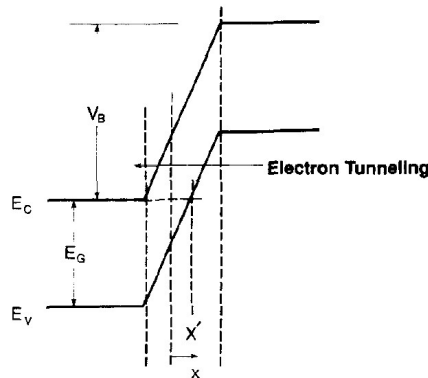 V_B
Electron Tunneling
E_C
E_G
E_V
X′
x